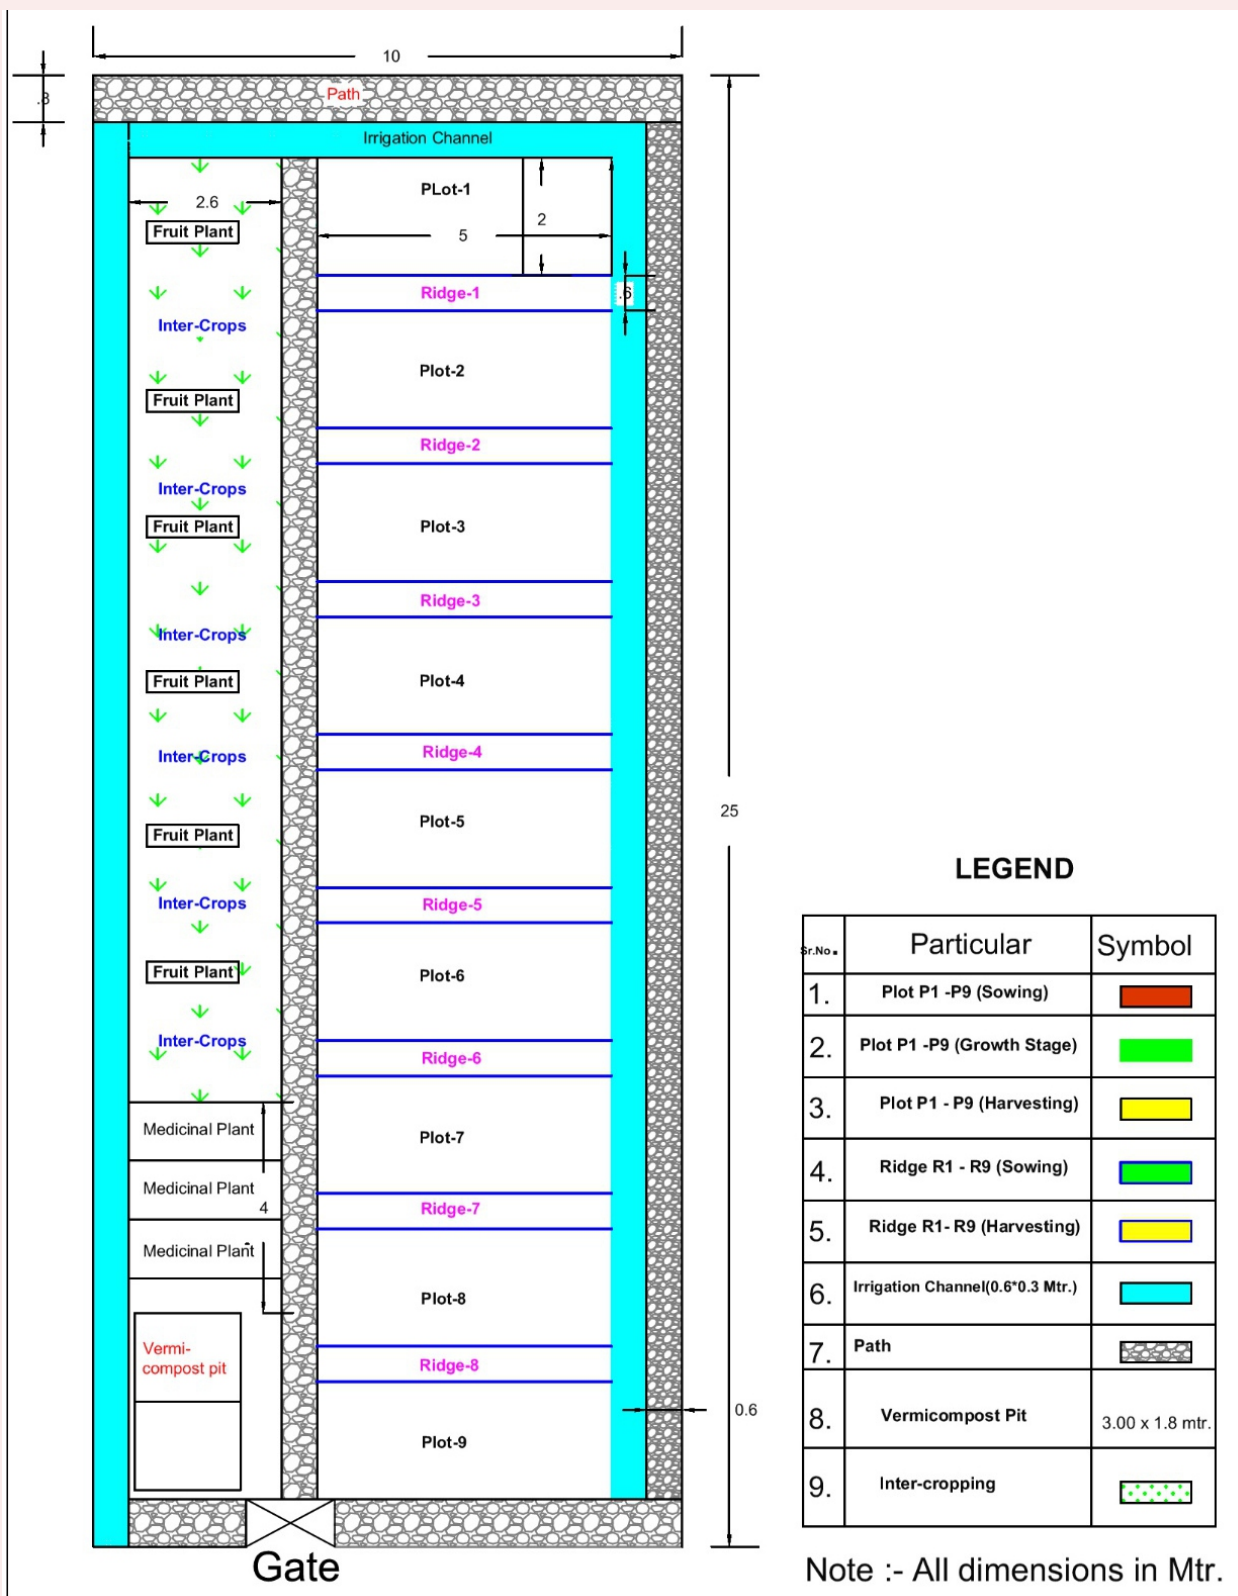 10
.8
Path
Irrigation Channel
PLot-1
2.6
2
Fruit Plant
5
Ridge-1
.6
Inter-Crops
Plot-2
Fruit Plant
Ridge-2
Inter-Crops
Fruit Plant
Plot-3
Ridge-3
Inter-Crops
Fruit Plant
Plot-4
Ridge-4
Inter-Crops
25
Plot-5
Fruit Plant
Inter-Crops
Ridge-5
Fruit Plant
Plot-6
Inter-Crops
Ridge-6
Medicinal Plant
Plot-7
Medicinal Plant
4
Ridge-7
Medicinal Plant
Plot-8
Vermi-
compost pit
Ridge-8
0.6
Plot-9
Gate
LEGEND
Sr.No. Particular Symbol
1. Plot P1 -P9 (Sowing)
2. Plot P1 -P9 (Growth Stage)
3. Plot P1 - P9 (Harvesting)
4. Ridge R1 - R9 (Sowing)
5. Ridge R1- R9 (Harvesting)
6. Irrigation Channel(0.6*0.3 Mtr.)
7. Path
8. Vermicompost Pit 3.00 x 1.8 mtr.
9. Inter-cropping
Note :- All dimensions in Mtr.